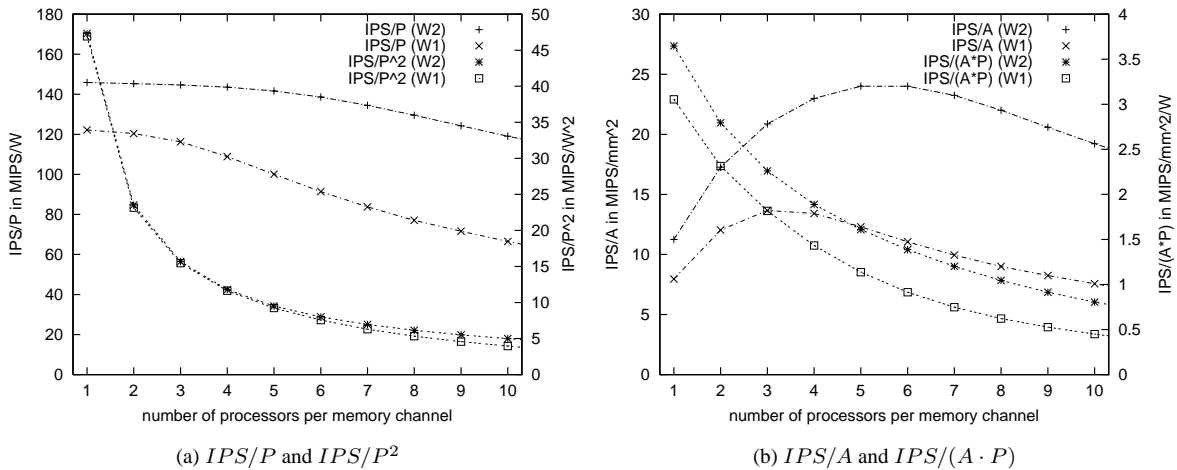 IPS/P (W2)
IPS/P (W1)
IPS/P^2 (W2)
IPS/P^2 (W1)
180
160
140
120
100
80
60
40
20
0
IPS/P in MIPS/W
50
45
40
35
30
25
20
15
10
5
0
IPS/P^2 in MIPS/W^2
1 2 3 4 5 6 7 8 9 10
number of processors per memory channel
(a) IPS/P and IPS/P²
IPS/A (W2)
IPS/A (W1)
IPS/(A*P) (W2)
IPS/(A*P) (W1)
30
25
20
15
10
5
0
IPS/A in MIPS/mm^2
4
3.5
3
2.5
2
1.5
1
0.5
0
IPS/(A*P) in MIPS/mm^2/W
1 2 3 4 5 6 7 8 9 10
number of processors per memory channel
(b) IPS/A and IPS/(A · P)